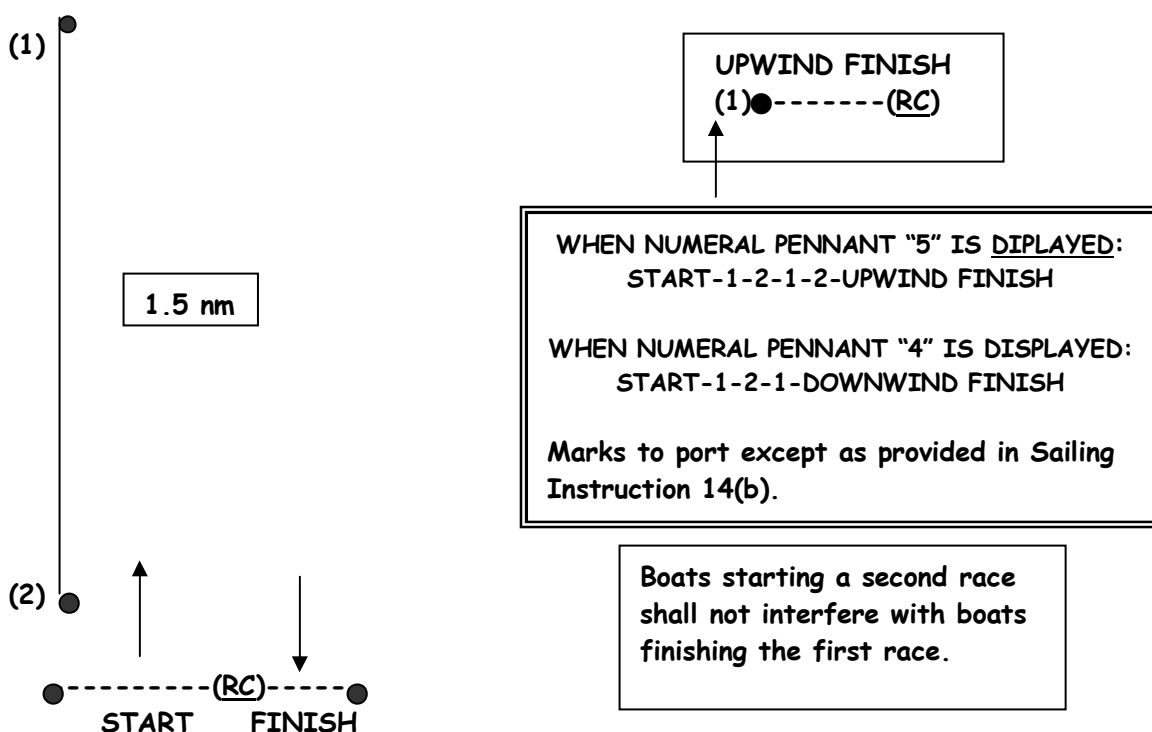 (1)
UPWIND FINISH
(1)●-------(RC)
WHEN NUMERAL PENNANT “5” IS DIPLAYED:
START-1-2-1-2-UPWIND FINISH
WHEN NUMERAL PENNANT “4” IS DISPLAYED:
START-1-2-1-DOWNWIND FINISH
Marks to port except as provided in Sailing
Instruction 14(b).
1.5 nm
Boats starting a second race
shall not interfere with boats
finishing the first race.
(2)
(RC)
START FINISH